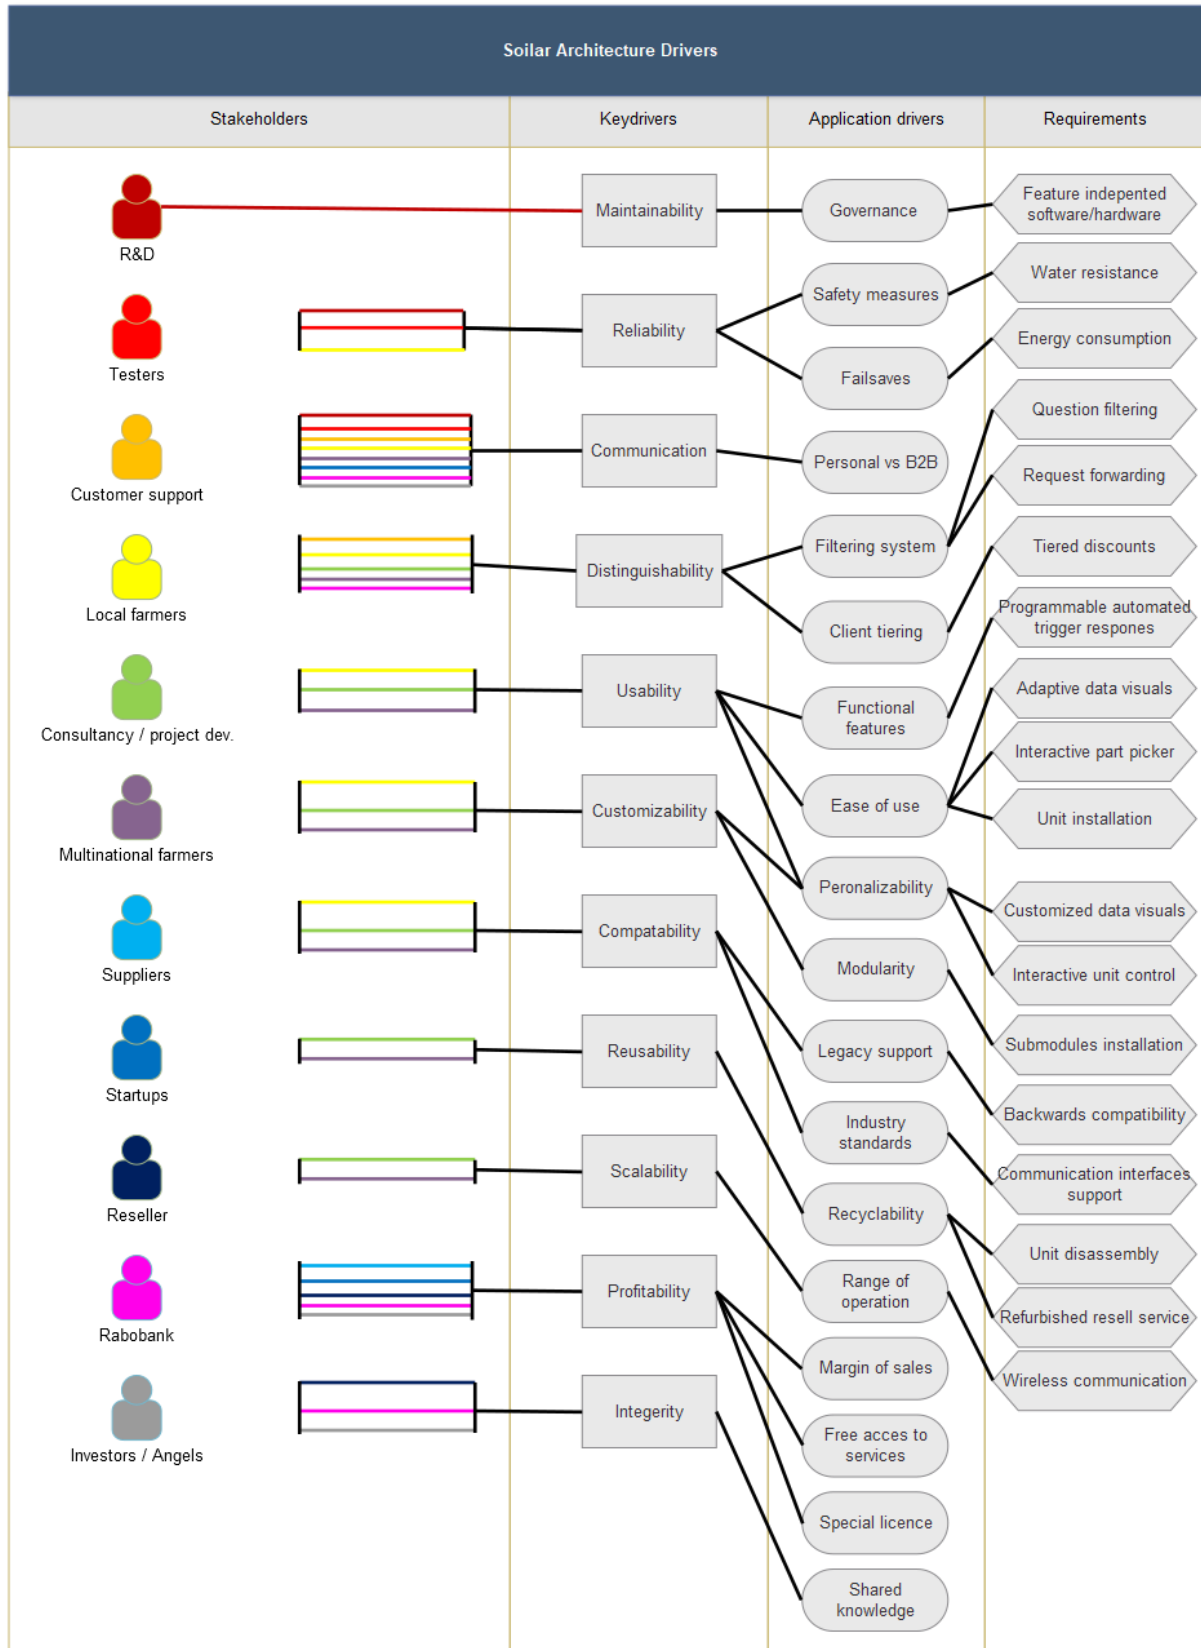 Soilar Architecture Drivers
Stakeholders
Keydrivers
Application drivers
Requirements
R&D
Testers
Customer support
Local farmers
Consultancy / project dev.
Multinational farmers
Suppliers
Startups
Reseller
Rabobank
Investors / Angels
Maintainability
Reliability
Communication
Distinguishability
Usability
Customizability
Compatability
Reusability
Scalability
Profitability
Integerity
Governance
Safety measures
Failsaves
Personal vs B2B
Filtering system
Client tiering
Functional
features
Ease of use
Peronalizability
Modularity
Legacy support
Industry
standards
Recyclability
Range of
operation
Margin of sales
Free acces to
services
Special licence
Shared
knowledge
Feature indepented
software/hardware
Water resistance
Energy consumption
Question filtering
Request forwarding
Tiered discounts
Programmable automated
trigger respones
Adaptive data visuals
Interactive part picker
Unit installation
Customized data visuals
Interactive unit control
Submodules installation
Backwards compatibility
Communication interfaces
support
Unit disassembly
Refurbished resell service
Wireless communication